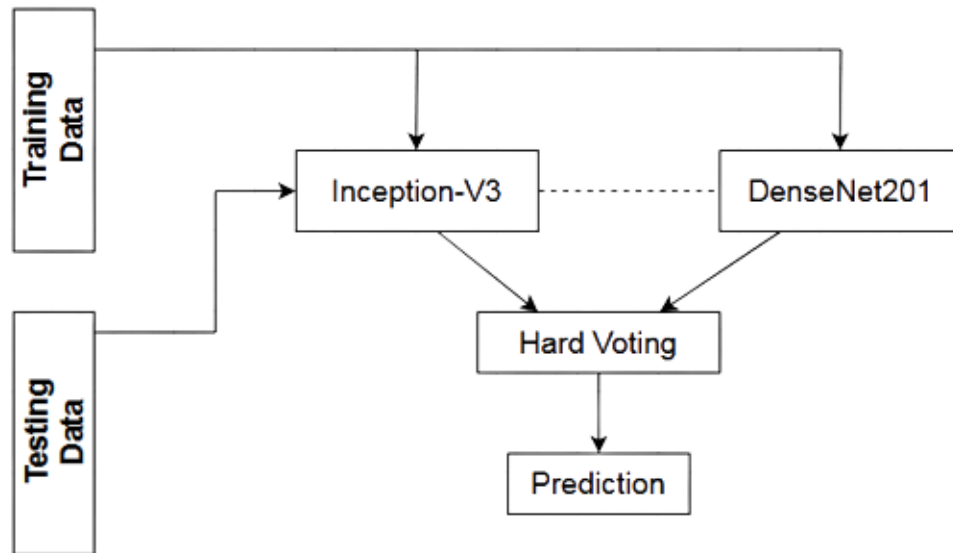 Training
Data
Inception-V3
DenseNet201
Testing
Data
Hard Voting
Prediction